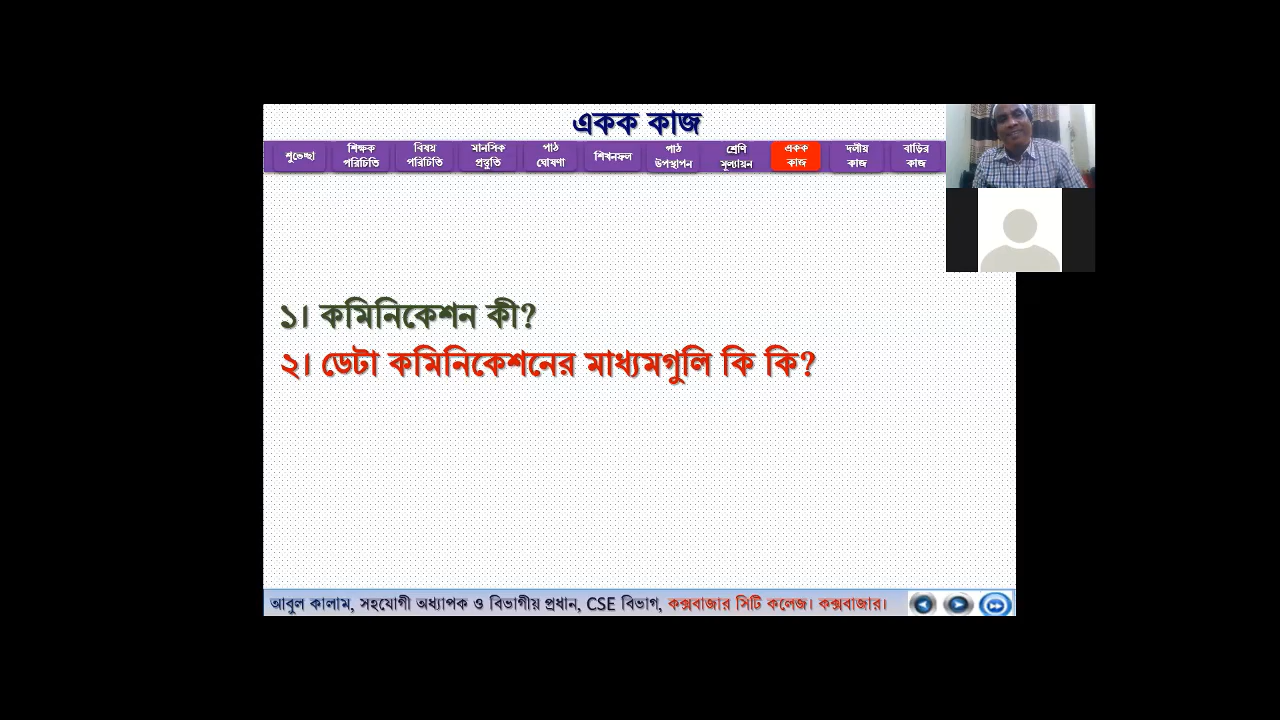 একক কাজ
শুভেচ্ছা
শিক্ষক
পরিচিতি
বিষয়
পরিচিতি
মানসিক
প্রস্তুতি
পাঠ
ঘোষণা
শিখনফল
পাঠ
উপস্থাপন
শ্রেণি
মূল্যায়ন
একক
কাজ
দলীয়
কাজ
বাড়ির
কাজ
১। কমিনিকেশন কী?
২। ডেটা কমিনিকেশনের মাধ্যমগুলি কি কি?
আবুল কালাম, সহযোগী অধ্যাপক ও বিভাগীয় প্রধান, CSE বিভাগ, কক্সবাজার সিটি কলেজ। কক্সবাজার।